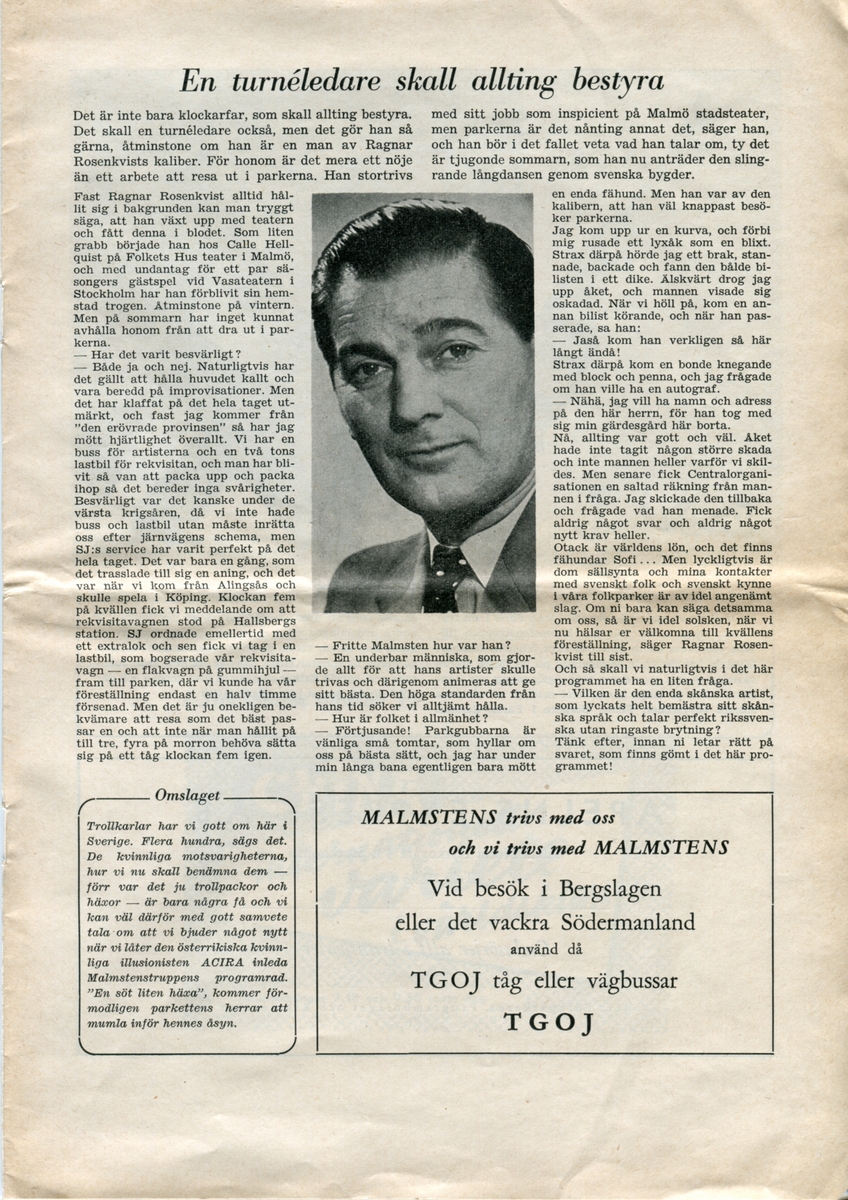 En turnéledare skall allting bestyra
Det är inte bara klockarfar, som skall allting bestyra.
Det skall en turnéledare också, men det gör han så
gärna, åtminstone om han är en man av Ragnar
Rosenkvists kaliber. För honom är det mera ett nöje
än ett arbete att resa ut i parkerna. Han stortrivs
med sitt jobb som inspicient på Malmö stadsteater,
men parkerna är det nånting annat det, säger han,
och han bör i det fallet veta vad han talar om, ty det
är tjugonde sommarn, som han nu anträder den sling-
rande långdansen genom svenska bygder.
Fast Ragnar Rosenkvist alltid hål-
lit sig i bakgrunden kan man tryggt
säga, att han växt upp med teatern
och fått denna i blodet. Som liten
grabb började han hos Calle Hell-
quist på Folkets Hus teater i Malmö,
och med undantag för ett par sä-
songers gästspel vid Vasateatern i
Stockholm har han förblivit sin hem-
stad trogen. Åtminstone på vintern.
Men på sommarn har inget kunnat
avhålla honom från att dra ut i par-
kerna.
— Har det varit besvärligt?
— Både ja och nej. Naturligtvis har
det gällt att hålla huvudet kallt och
vara beredd på improvisationer. Men
det har klaffat på det hela taget ut-
märkt, och fast jag kommer från
"den erövrade provinsen" så har jag
mött hjärtlighet överallt. Vi har en
buss för artisterna och en två tons
lastbil för rekvisitan, och man har bli-
vit så van att packa upp och packa
ihop så det bereder inga svårigheter.
Besvärligt var det kanske under de
värsta krigsåren, då vi inte hade
buss och lastbil utan måste inrätta
oss efter järnvägens schema, men
SJ:s service har varit perfekt på det
hela taget. Det var bara en gång, som
det trasslade till sig en aning, och det
var när vi kom från Alingsås och
skulle spela i Köping. Klockan fem
på kvällen fick vi meddelande om att
rekvisitavagnen stod på Hallsbergs
station. SJ ordnade emellertid med
ett extralok och sen fick vi tag i en
lastbil, som bogserade vår rekvisita-
vagn — en flakvagn på gummihjul —
fram till parken, där vi kunde ha vår
föreställning endast en halv timme
försenad. Men det är ju onekligen be-
kvämare att resa som det bäst pas-
sar en och att inte när man hållit på
till tre, fyra på morron behöva sätta
sig på ett tåg klockan fem igen.
— Fritte Malmsten hur var han?
— En underbar människa, som gjor-
de allt för att hans artister skulle
trivas och därigenom animeras att ge
sitt bästa. Den höga standarden från
hans tid söker vi alltjämt hålla.
— Hur är folket i allmänhet?
— Förtjusande! Parkgubbarna är
vänliga små tomtar, som hyllar om
oss på bästa sätt, och jag har under
min långa bana egentligen bara mött
en enda fähund. Men han var av den
kalibern, att han väl knappast besö-
ker parkerna.
Jag kom upp ur en kurva, och förbi
mig rusade ett lyxåk som en blixt.
Strax därpå hörde jag ett brak, stan-
nade, backade och fann den bålde bi-
listen i ett dike. Älskvärt drog jag
upp åket, och mannen visade sig
oskadad. När vi höll på, kom en an-
nan bilist körande, och när han pas-
serade, sa han:
— Jaså kom han verkligen så här
långt ändå!
Strax därpå kom en bonde knegande
med block och penna, och jag frågade
om han ville ha en autograf.
— Nähä, jag vill ha namn och adress
på den här herrn, för han tog med
sig min gärdesgård här borta.
Nå, allting var gott och väl. Åket
hade inte tagit någon större skada
och inte mannen heller varför vi skil-
des. Men senare fick Centralorgani-
sationen en saltad räkning från man-
nen i fråga. Jag skickade den tillbaka
och frågade vad han menade. Fick
aldrig något svar och aldrig något
nytt krav heller.
Otack är världens lön, och det finns
fähundar Sofi... Men lyckligtvis är
dom sällsynta och mina kontakter
med svenskt folk och svenskt kynne
i våra folkparker är av idel angenämt
slag. Om ni bara kan säga detsamma
om oss, så är vi idel solsken, när vi
nu hälsar er välkomna till kvällens
föreställning, säger Ragnar Rosen-
kvist till sist.
Och så skall vi naturligtvis i det här
programmet ha en liten fråga.
— Vilken är den enda skånska artist,
som lyckats helt bemästra sitt skån-
ska språk och talar perfekt rikssven-
ska utan ringaste brytning?
Tänk efter, innan ni letar rätt på
svaret, som finns gömt i det här pro-
grammet!
Omslaget
Trollkarlar har vi gott om här i
Sverige. Flera hundra, sägs det.
De kvinnliga motsvarigheterna,
hur vi nu skall benämna dem —
förr var det ju trollpackor och
häxor — är bara några få och vi
kan väl därför med gott samvete
tala om att vi bjuder något nytt
när vi låter den österrikiska kvinn-
liga illusionisten ACIRA inleda
Malmstenstruppens programrad.
"En söt liten häxa", kommer för-
modligen parkettens herrar att
mumla inför hennes åsyn.
MALMSTENS trivs med oss
och vi trivs med MALMSTENS
Vid besök i Bergslagen
eller det vackra Södermanland
använd då
TGOJ tåg eller vägbussar
TGOJ